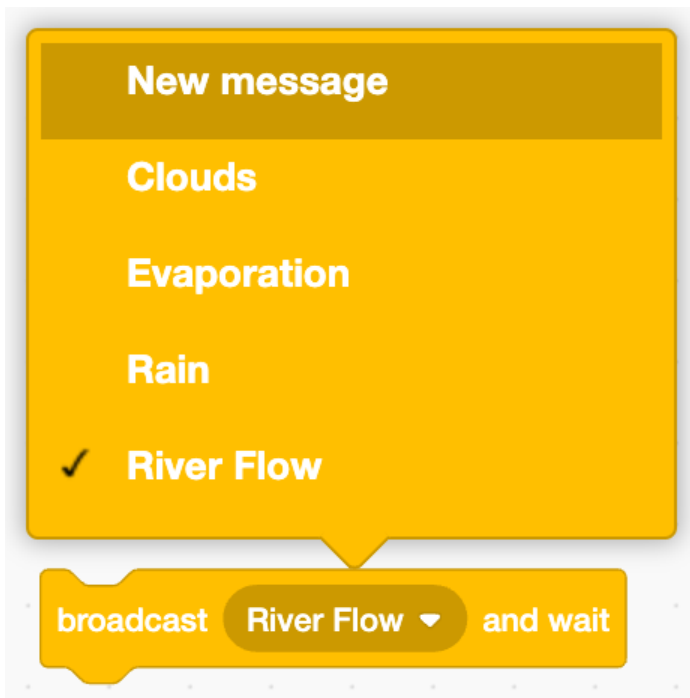 New message
Clouds
Evaporation
Rain
✓ River Flow
broadcast River Flow and wait